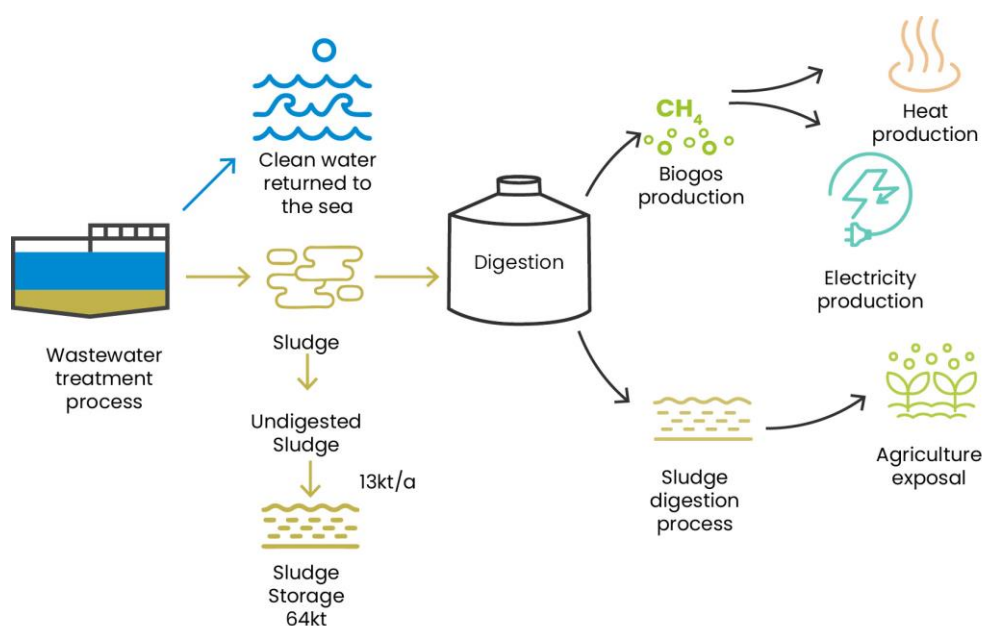 Clean water
returned to
the sea
Wastewater
treatment
process
Sludge
Undigested
Sludge
13kt/a
Sludge
Storage
64kt
Digestion
CH₄
Biogos
production
Heat
production
Electricity
production
Sludge
digestion
process
Agriculture
exposal